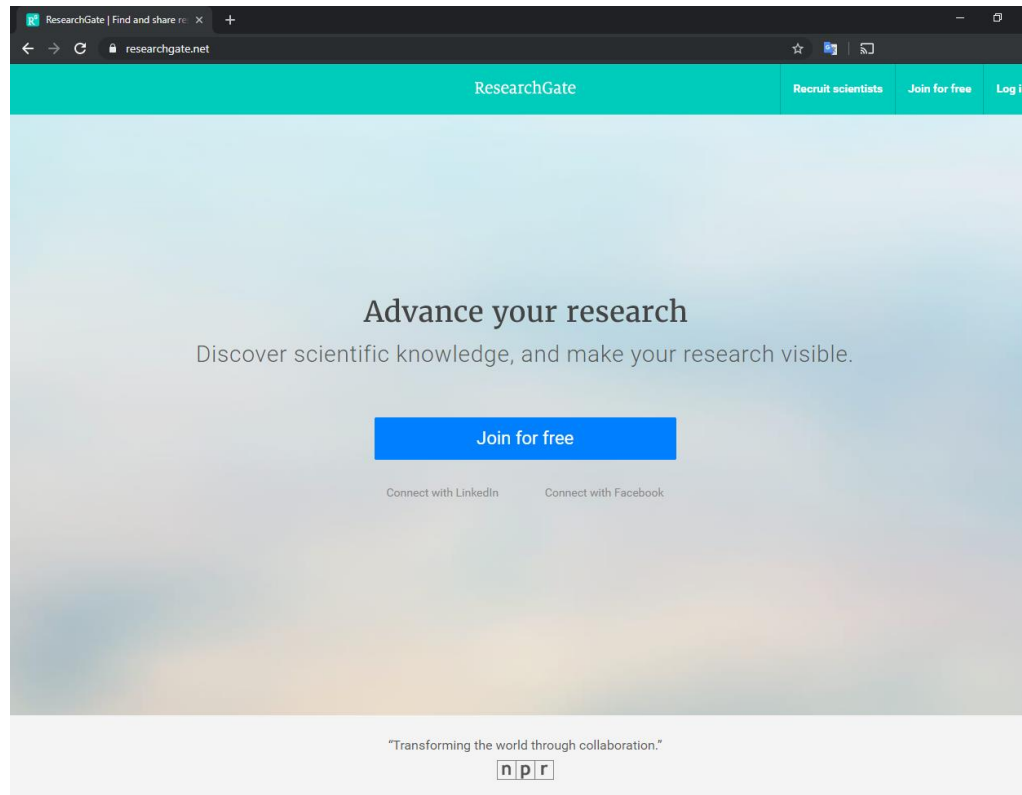 ResearchGate | Find and share re
researchgate.net
ResearchGate
Recruit scientists
Join for free
Log i
Advance your research
Discover scientific knowledge, and make your research visible.
Join for free
Connect with LinkedIn
Connect with Facebook
“Transforming the world through collaboration.”
npr